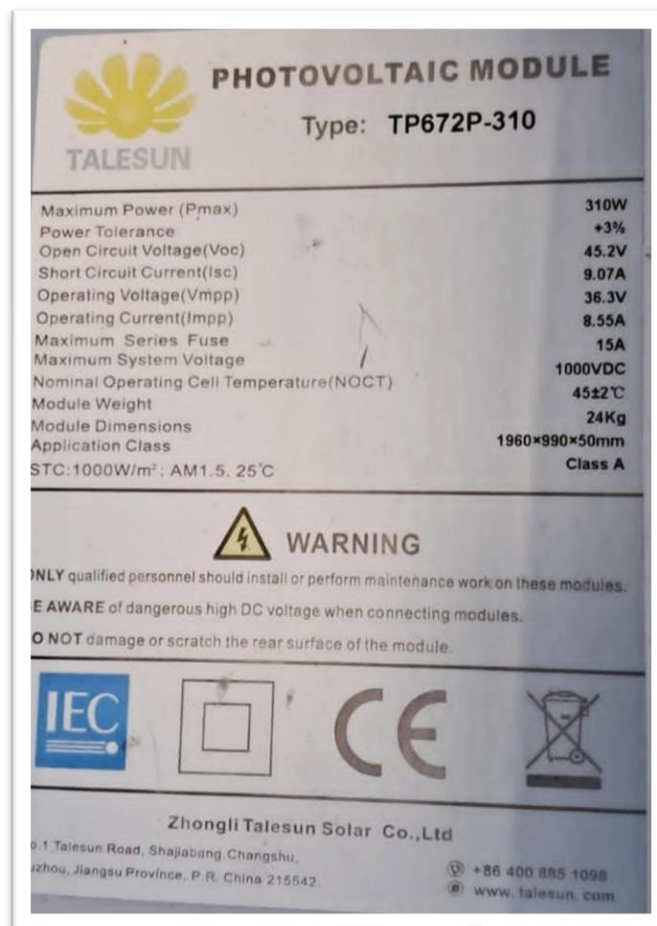 PHOTOVOLTAIC MODULE
Type: TP672P-310
TALESUN
Maximum Power (Pmax) 310W
Power Tolerance +3%
Open Circuit Voltage(Voc) 45.2V
Short Circuit Current(Isc) 9.07A
Operating Voltage(Vmpp) 36.3V
Operating Current(Impp) 8.55A
Maximum Series Fuse 15A
Maximum System Voltage 1000VDC
Nominal Operating Cell Temperature(NOCT) 45±2℃
Module Weight 24Kg
Module Dimensions 1960×990×50mm
Application Class Class A
STC:1000W/m²: AM1.5. 25℃
WARNING
ONLY qualified personnel should install or perform maintenance work on these modules.
E AWARE of dangerous high DC voltage when connecting modules.
O NOT damage or scratch the rear surface of the module.
IEC
CE
Zhongli Talesun Solar Co.,Ltd
o.1 Talesun Road, Shajiabang.Changshu,
uzhou, Jiangsu Province, P.R. China 215542.
+86 400 885 1098
www.talesun.com